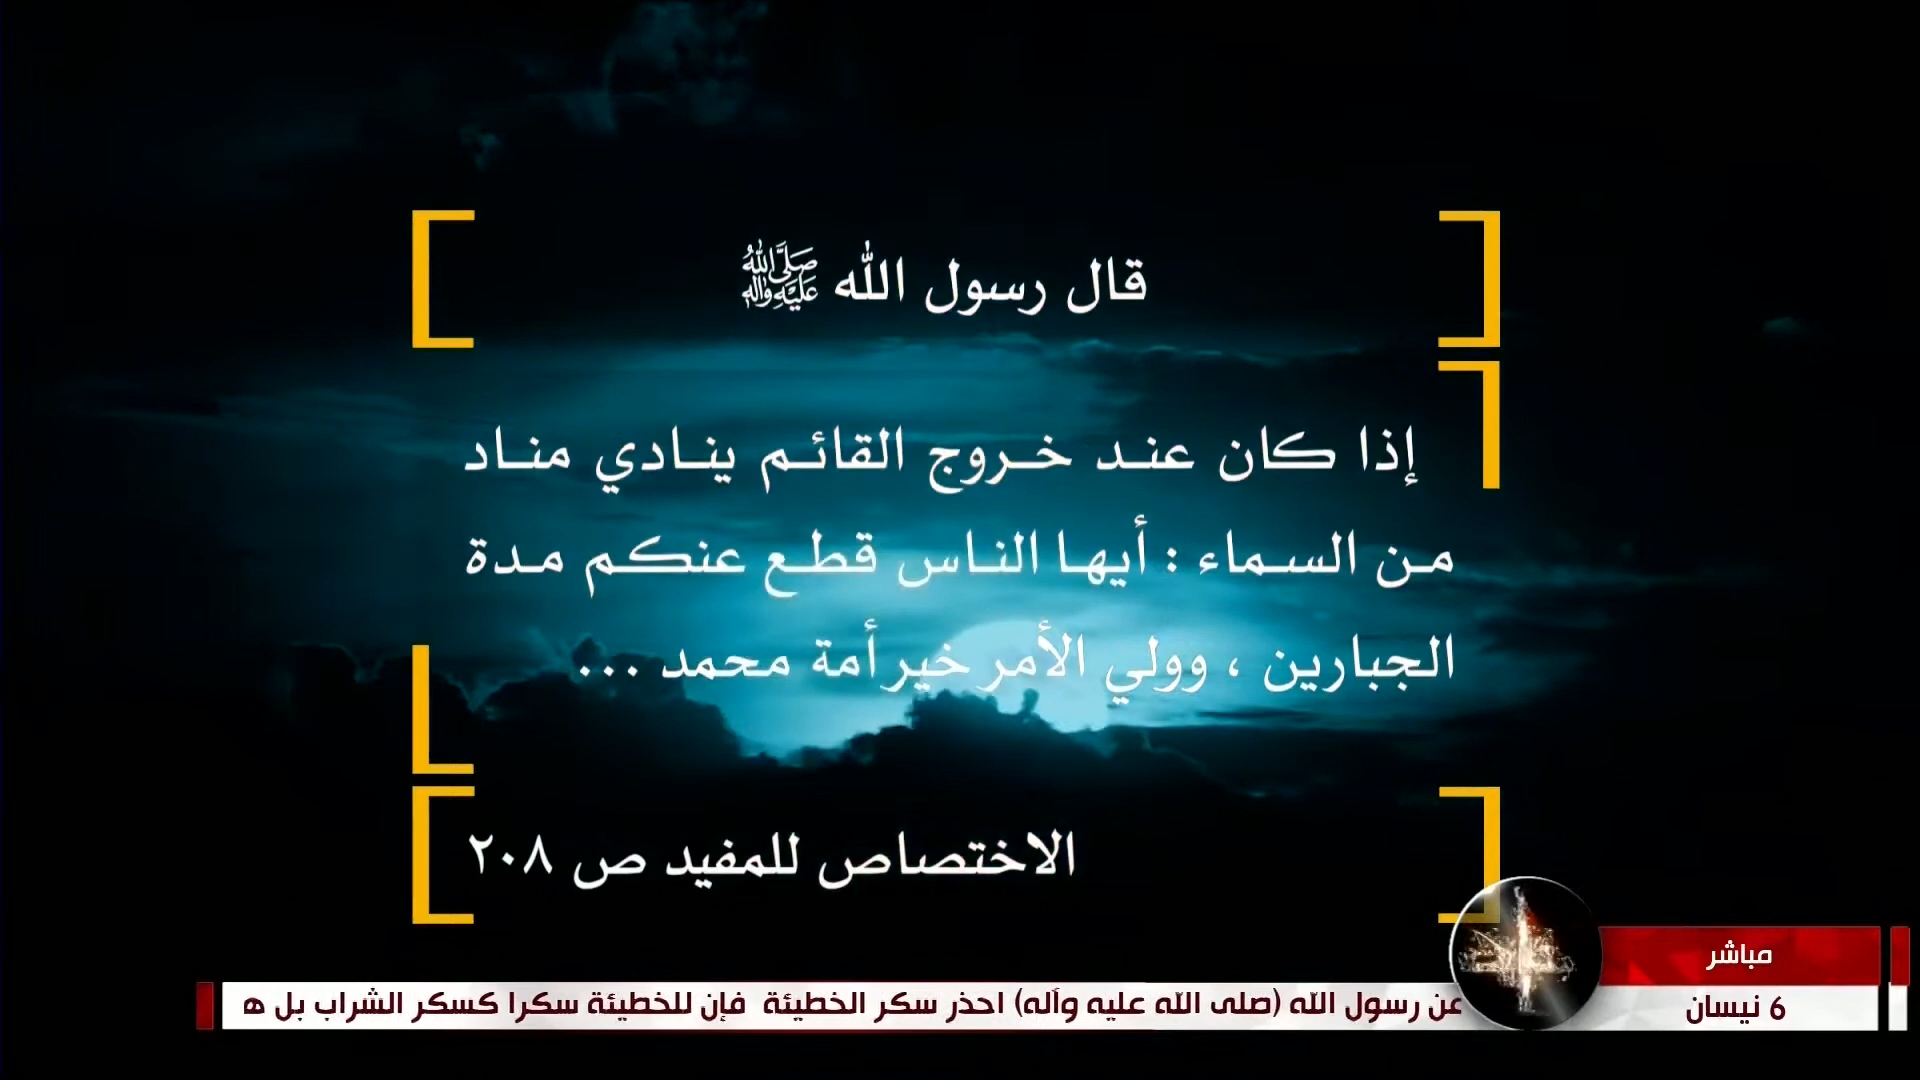 قال رسول الله ﷺ
إذا كان عند خروج القائم ينادي مناد
من السماء : أيها الناس قطع عنكم مدة
الجبارين ، وولي الأمر خير أمة محمد ...
الاختصاص للمفيد ص ٢٠٨
مباشر
6 نيسان
عن رسول الله (صلى الله عليه وآله) احذر سكر الخطيئة فإن للخطيئة سكرا كسكر الشراب بل ه